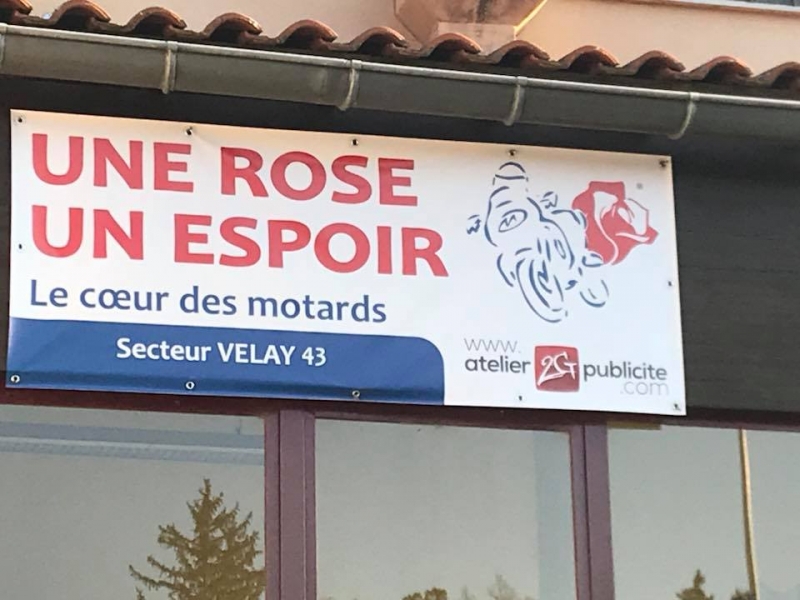 UNE ROSE
UN ESPOIR
Le cœur des motards
Secteur VELAY 43
®
www.
atelier 2G publicite
.com